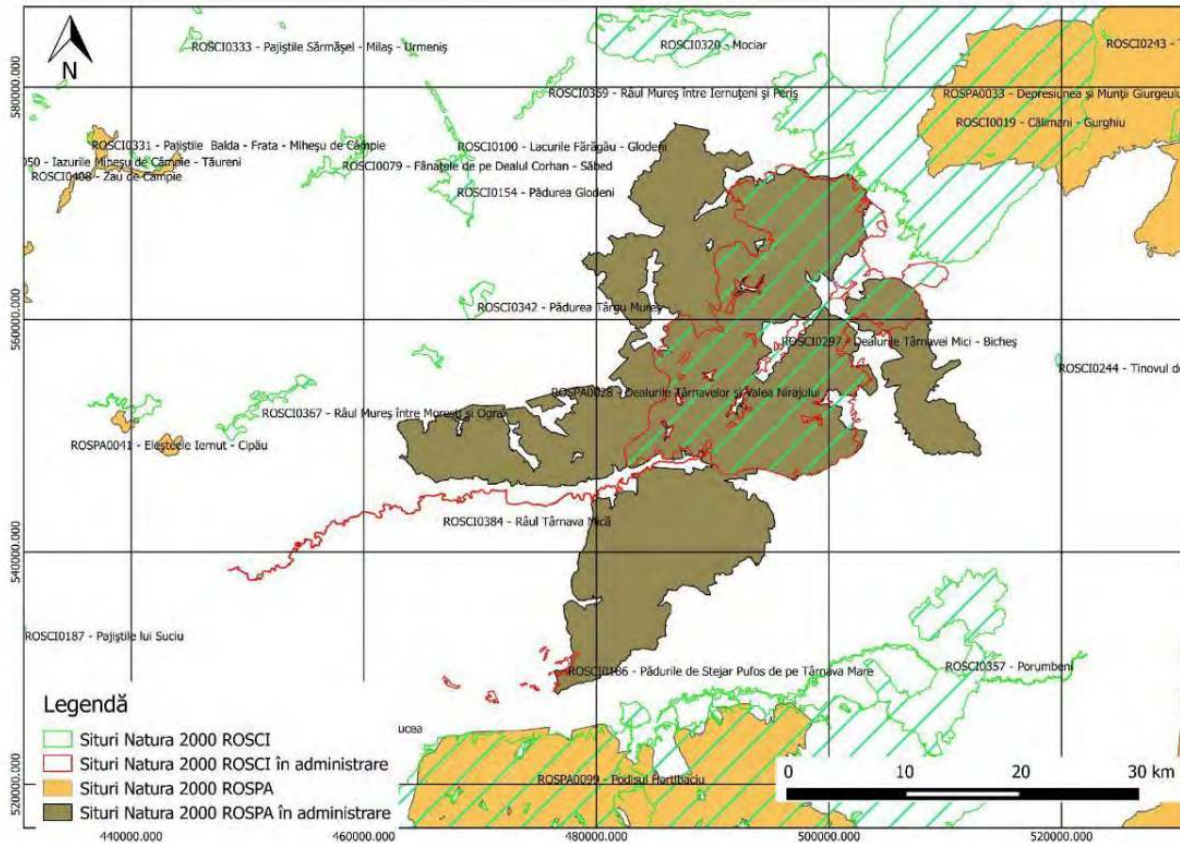 ROSCI0333 - Pajiștile Sărmășel - Milaș - Urmeniș
ROSCI0320 - Mociar
ROSCI0243 -
N
580000.000
ROSCI0369 - Râul Mureș între Iernuțeni și Periș
ROSPA0033 - Depresiunea și Munții Giurgeului
ROSCI0019 - Călimani - Gurghiu
ROSCI0331 - Pajiștile Balda - Frata - Miheșu de Câmpie
ROSCI0100 - Lacurile Fărăgău - Glodeni
050 - Iazurile Miheșu de Câmpie - Tăureni
ROSCI0079 - Fânațele de pe Dealul Corhan - Săbed
ROSCI0408 - Zau de Campie
ROSCI0154 - Pădurea Glodeni
ROSCI0342 - Pădurea Târgu Mureș
560000.000
ROSCI0297 - Dealurile Târnavei Mici - Bicheș
ROSCI0244 - Tinovul de
ROSPA0028 - Dealurile Târnavelor și Valea Nirajului
ROSCI0367 - Râul Mureș între Morești și Ogra
ROSPA0041 - Eleșteele Iernut - Cipău
ROSCI0384 - Râul Târnava Mică
540000.000
ROSCI0187 - Pajiștile lui Suciu
ROSCI0186 - Pădurile de Stejar Pufos de pe Târnava Mare
ROSCI0357 - Porumbeni
Legendă
Situri Natura 2000 ROSCI
Situri Natura 2000 ROSCI în administrare
Situri Natura 2000 ROSPA
Situri Natura 2000 ROSPA în administrare
ucea
ROSPA0099 - Podișul Hârtibaciu
0 10 20 30 km
520000.000
440000.000 460000.000 480000.000 500000.000 520000.000